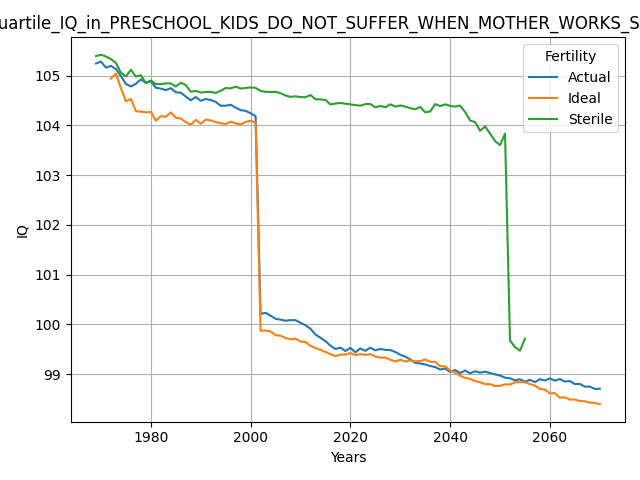 uartile_IQ_in_PRESCHOOL_KIDS_DO_NOT_SUFFER_WHEN_MOTHER_WORKS_S
Fertility
Actual
Ideal
Sterile
105
104
103
102
101
100
99
IQ
1980
2000
2020
2040
2060
Years